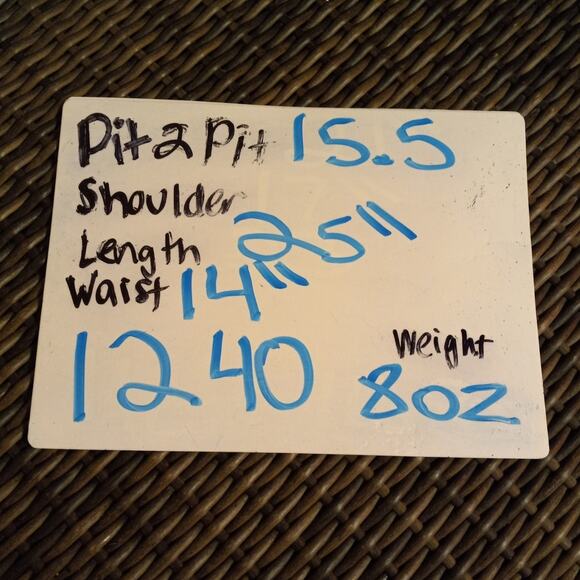 Pit 2 Pit 15.5
Shoulder
Length 25"
Waist 14"
1240
Weight
8oz